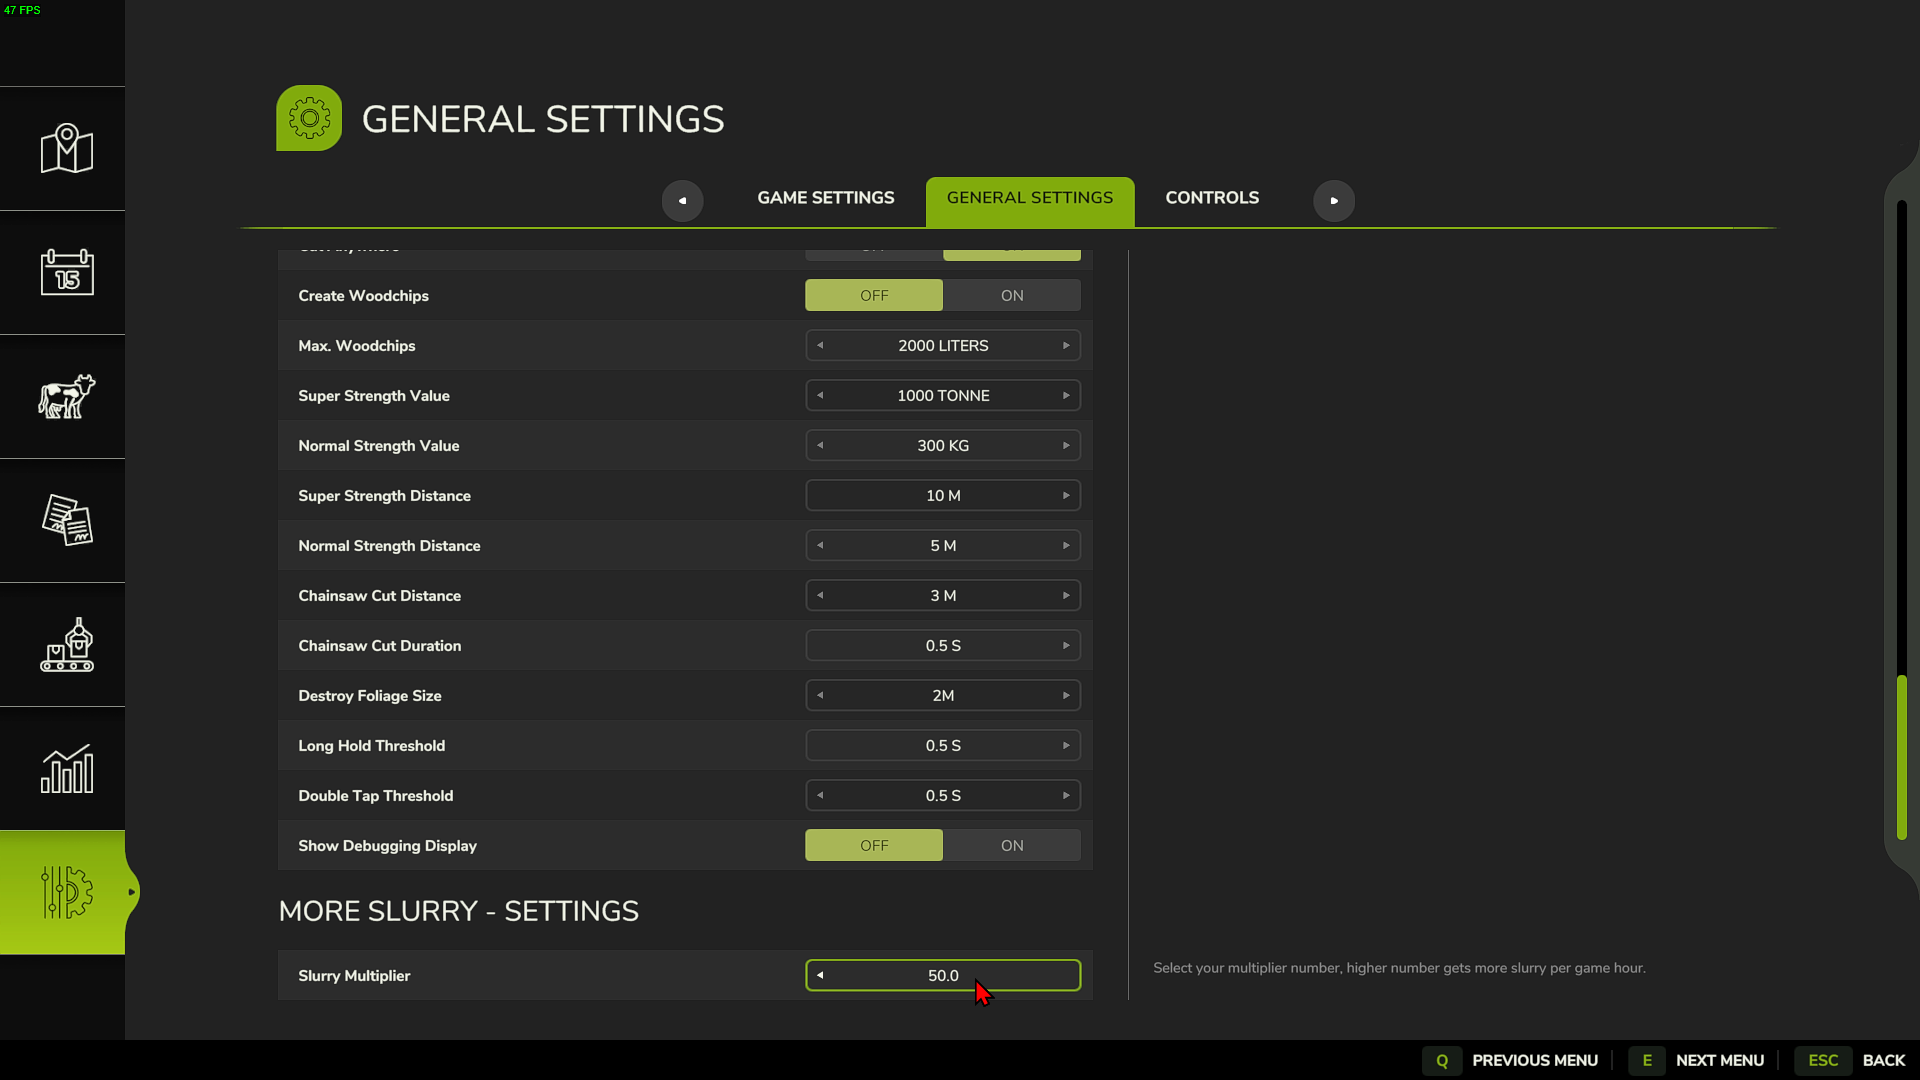 47 FPS
GENERAL SETTINGS
GAME SETTINGS
GENERAL SETTINGS
CONTROLS
15
Create Woodchips OFF ON
Max. Woodchips 2000 LITERS
Super Strength Value 1000 TONNE
Normal Strength Value 300 KG
Super Strength Distance 10 M
Normal Strength Distance 5 M
Chainsaw Cut Distance 3 M
Chainsaw Cut Duration 0.5 S
Destroy Foliage Size 2M
Long Hold Threshold 0.5 S
Double Tap Threshold 0.5 S
Show Debugging Display OFF ON
MORE SLURRY - SETTINGS
Slurry Multiplier 50.0
Select your multiplier number, higher number gets more slurry per game hour.
Q PREVIOUS MENU E NEXT MENU ESC BACK